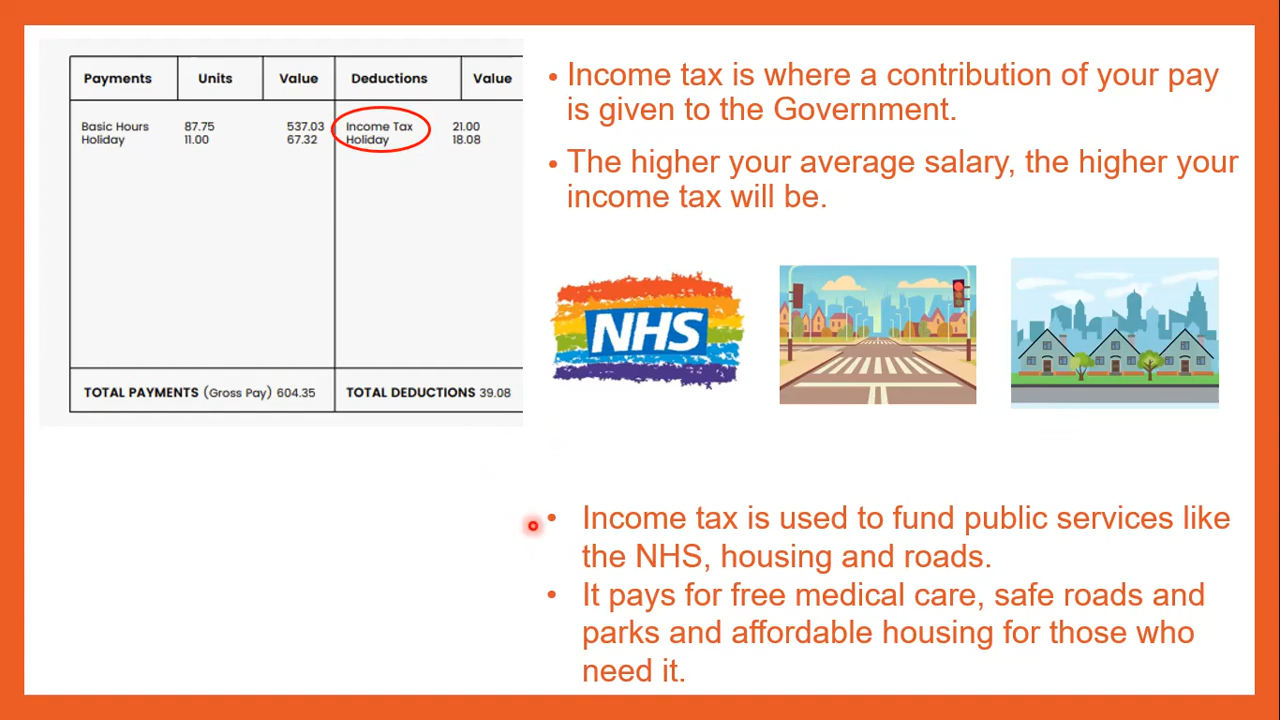 Payments Units Value Deductions Value
Basic Hours 87.75 537.03 Income Tax 21.00
Holiday 11.00 67.32 Holiday 18.08
TOTAL PAYMENTS (Gross Pay) 604.35 TOTAL DEDUCTIONS 39.08
• Income tax is where a contribution of your pay
is given to the Government.
• The higher your average salary, the higher your
income tax will be.
NHS
• Income tax is used to fund public services like
the NHS, housing and roads.
• It pays for free medical care, safe roads and
parks and affordable housing for those who
need it.